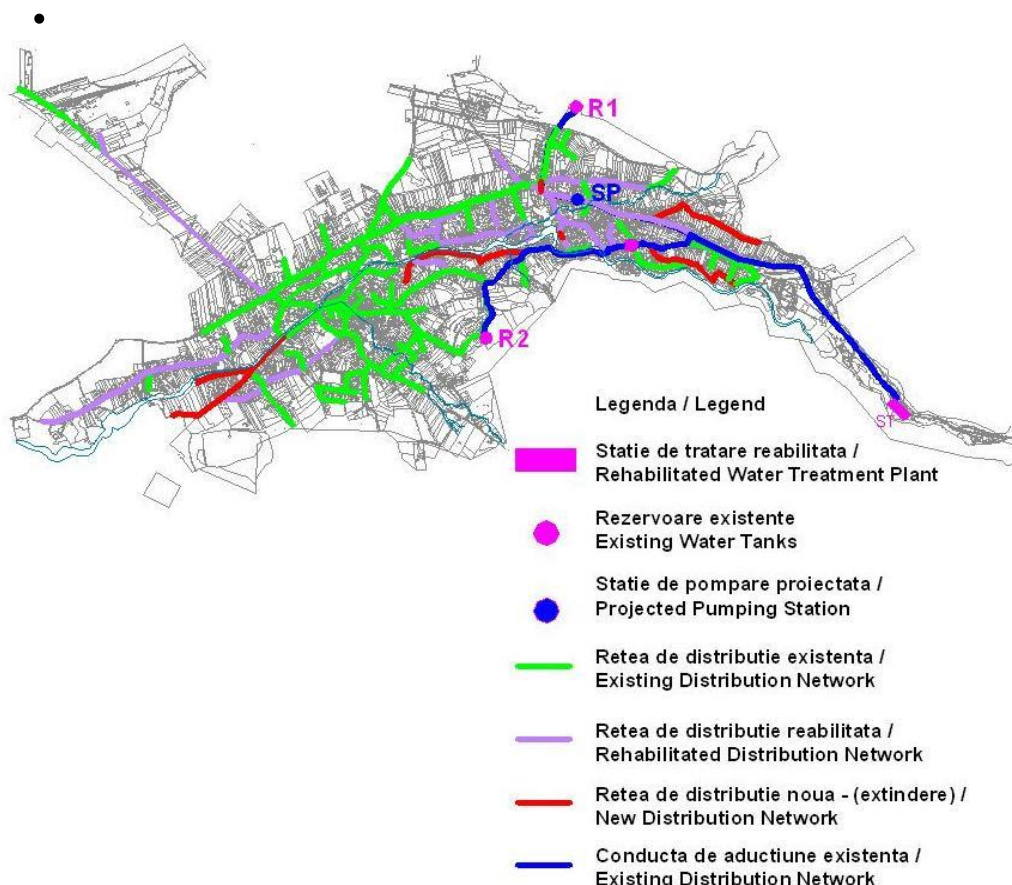 R1
SP
R2
ST
Legenda / Legend
Statie de tratare reabilitata /
Rehabilitated Water Treatment Plant
Rezervoare existente
Existing Water Tanks
Statie de pompare proiectata /
Projected Pumping Station
Retea de distributie existenta /
Existing Distribution Network
Retea de distributie reabilitata /
Rehabilitated Distribution Network
Retea de distributie noua - (extindere) /
New Distribution Network
Conducta de aductiune existenta /
Existing Distribution Network